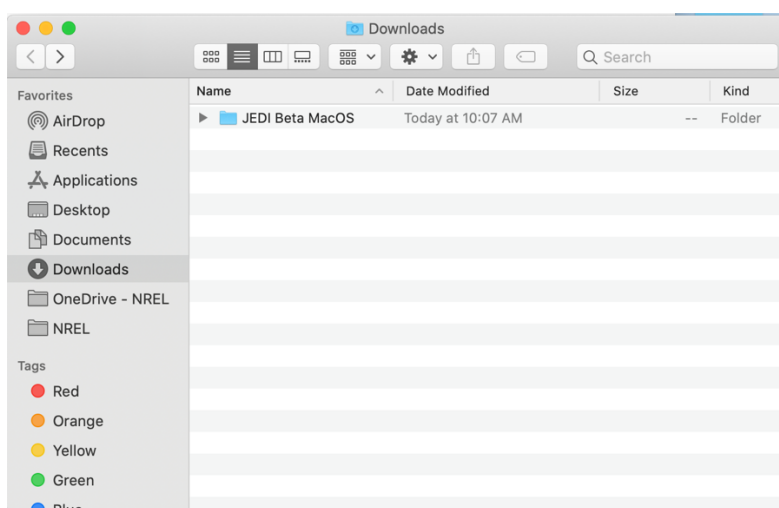 Downloads
Search
Favorites
AirDrop
Recents
Applications
Desktop
Documents
Downloads
OneDrive - NREL
NREL
Tags
Red
Orange
Yellow
Green
Blue
Name Date Modified Size Kind
JEDI Beta MacOS Today at 10:07 AM -- Folder